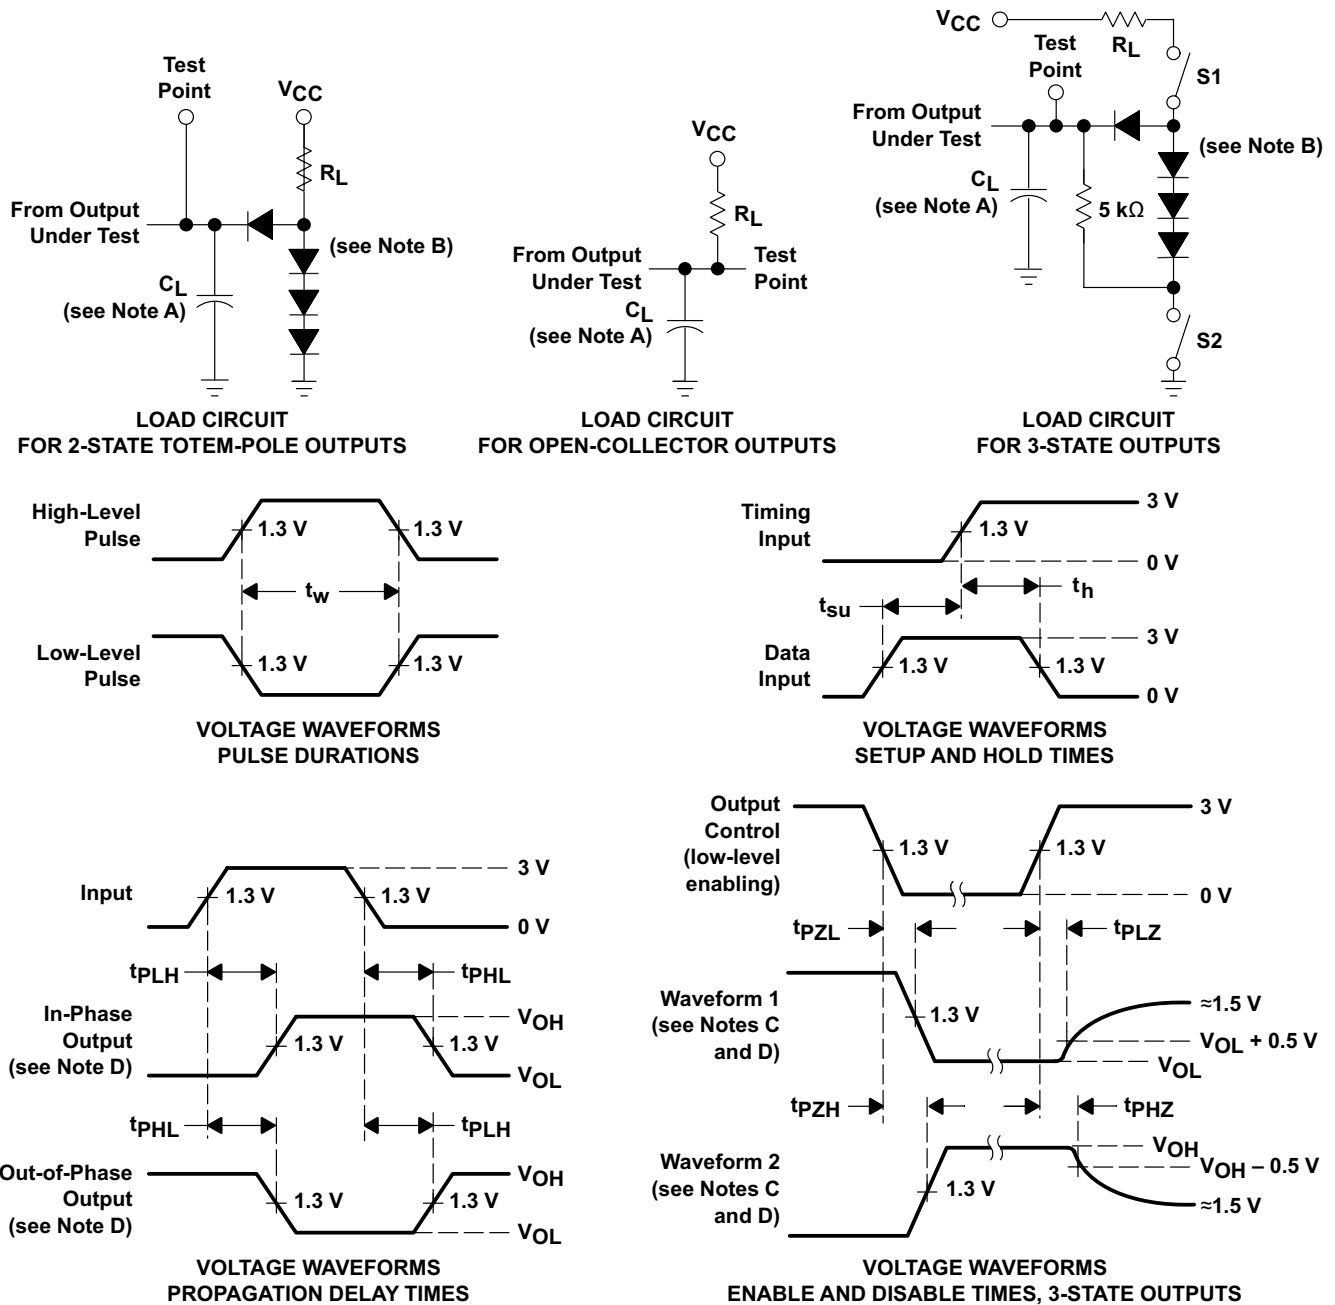 Test
Point
VCC
RL
From Output
Under Test
(see Note B)
CL
(see Note A)
LOAD CIRCUIT
FOR 2-STATE TOTEM-POLE OUTPUTS
VCC
RL
From Output
Under Test
Test
Point
CL
(see Note A)
LOAD CIRCUIT
FOR OPEN-COLLECTOR OUTPUTS
VCC
RL
Test
Point
S1
From Output
Under Test
(see Note B)
CL
(see Note A)
5 kΩ
S2
LOAD CIRCUIT
FOR 3-STATE OUTPUTS
High-Level
Pulse
1.3 V
1.3 V
tw
Low-Level
Pulse
1.3 V
1.3 V
VOLTAGE WAVEFORMS
PULSE DURATIONS
Timing
Input
1.3 V
3 V
0 V
th
tsu
Data
Input
1.3 V
1.3 V
3 V
0 V
VOLTAGE WAVEFORMS
SETUP AND HOLD TIMES
Input
1.3 V
1.3 V
3 V
0 V
tPLH
tPHL
In-Phase
Output
(see Note D)
1.3 V
1.3 V
VOH
VOL
tPHL
tPLH
Out-of-Phase
Output
(see Note D)
1.3 V
1.3 V
VOH
VOL
VOLTAGE WAVEFORMS
PROPAGATION DELAY TIMES
Output
Control
(low-level
enabling)
1.3 V
1.3 V
3 V
0 V
tPZL
tPLZ
Waveform 1
(see Notes C
and D)
1.3 V
≈1.5 V
VOL + 0.5 V
VOL
tPZH
tPHZ
Waveform 2
(see Notes C
and D)
1.3 V
VOH
VOH – 0.5 V
≈1.5 V
VOLTAGE WAVEFORMS
ENABLE AND DISABLE TIMES, 3-STATE OUTPUTS